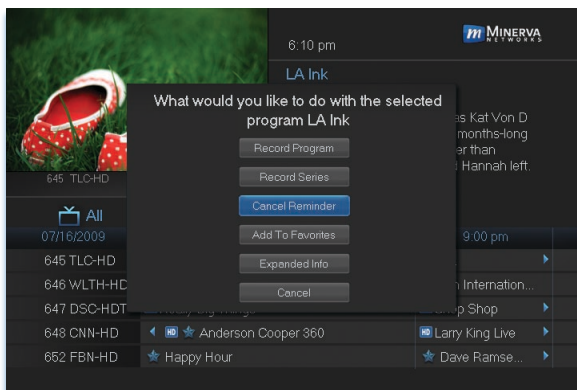 6:10 pm
MINERVA
NETWORKS
LA Ink
What would you like to do with the selected
program LA Ink
as Kat Von D
months-long
er than
Hannah left.
Record Program
Record Series
Cancel Reminder
Add To Favorites
Expanded Info
Cancel
645 TLC-HD
All
07/16/2009
9:00 pm
645 TLC-HD
646 WLTH-HD
International...
647 DSC-HDT
Shop
648 CNN-HD
HD Anderson Cooper 360
HD Larry King Live
652 FBN-HD
Happy Hour
Dave Ramse...